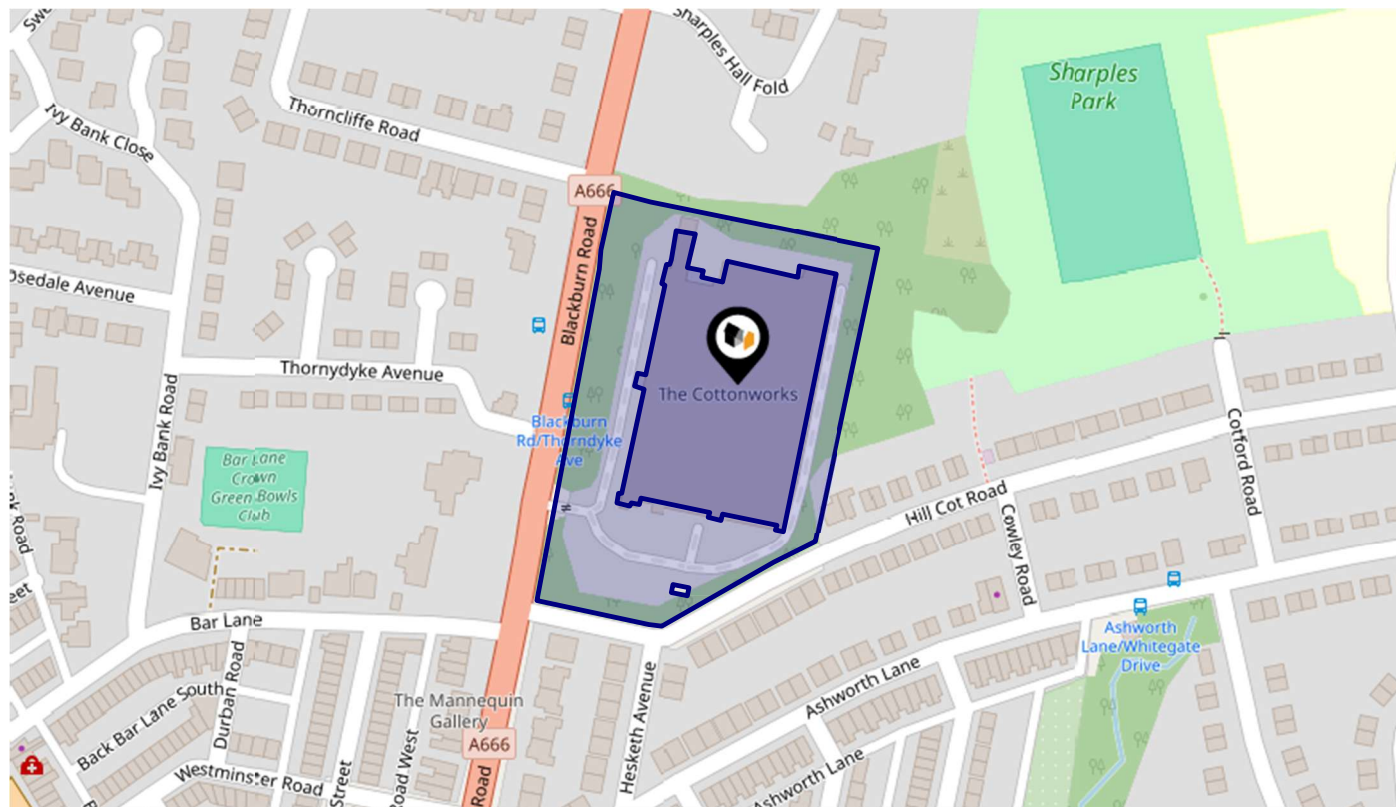 Sharples Hall Fold
Sharples
Park
Thorncliffe Road
Ivy Bank Close
A666
Blackburn Road
osedale Avenue
Thornydyke Avenue
The Cottonworks
Blackburn
Rd/Thorndyke
Ave
Ivy Bank Road
Bar Lane
Crown
Green Bowls
Club
Hill Cot Road
Cotford Road
Cowley Road
Road
eet
Bar Lane
Ashworth
Lane/Whitegate
Drive
Durban Road
Back Bar Lane South
The Mannequin
Gallery
Hesketh Avenue
Ashworth Lane
A666
Westminster Road
Street
Road West
Road
Ashworth Lane